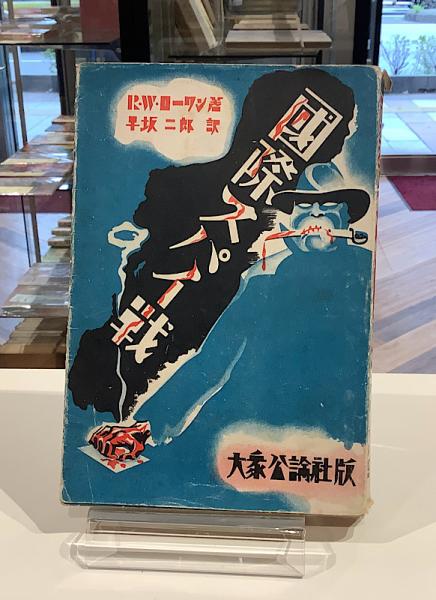 R・W・ローワン著
早坂二郎訳
國際スパイ戦
大衆公論社版